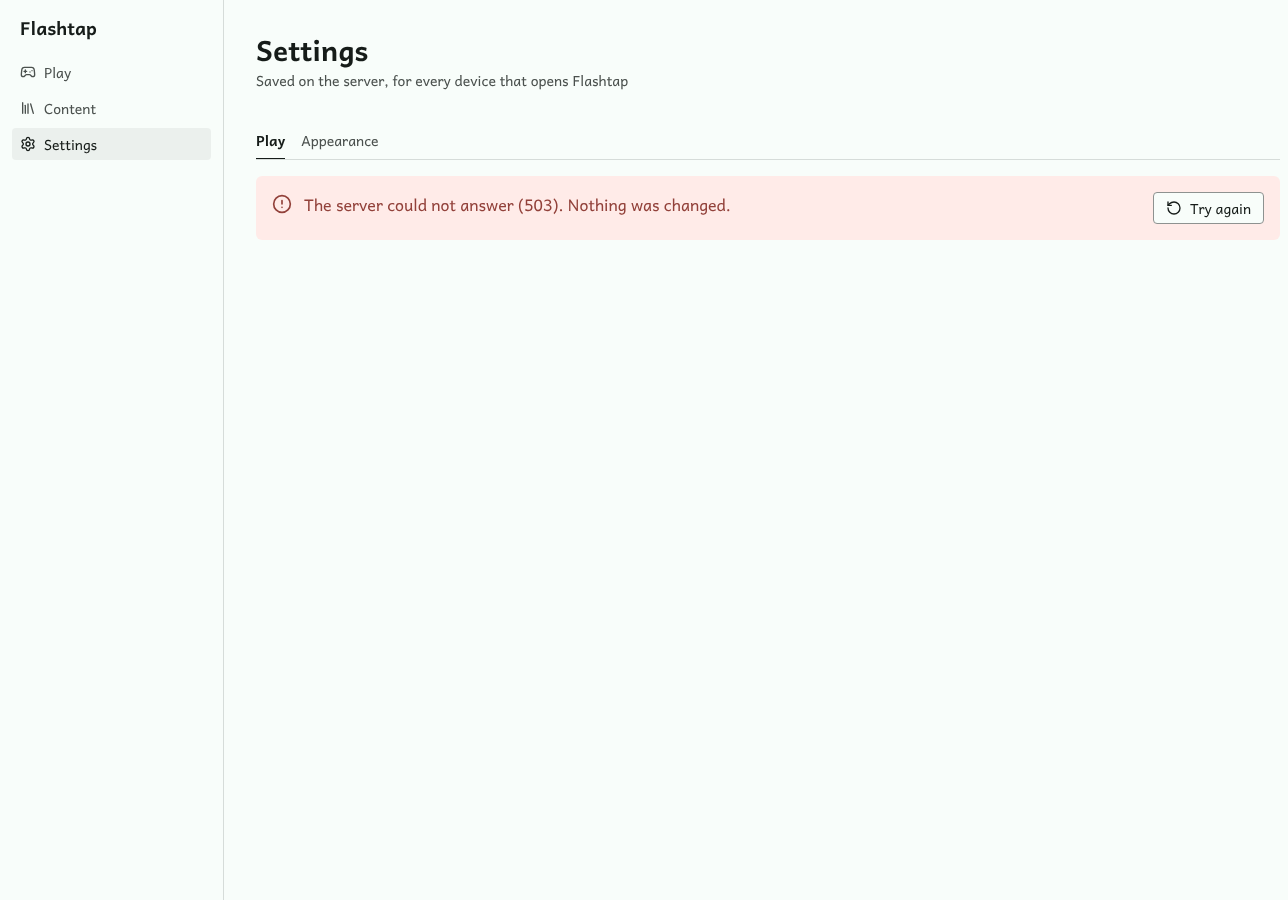 Flashtap
Play
Content
Settings
Settings
Saved on the server, for every device that opens Flashtap
Play
Appearance
The server could not answer (503). Nothing was changed.
Try again